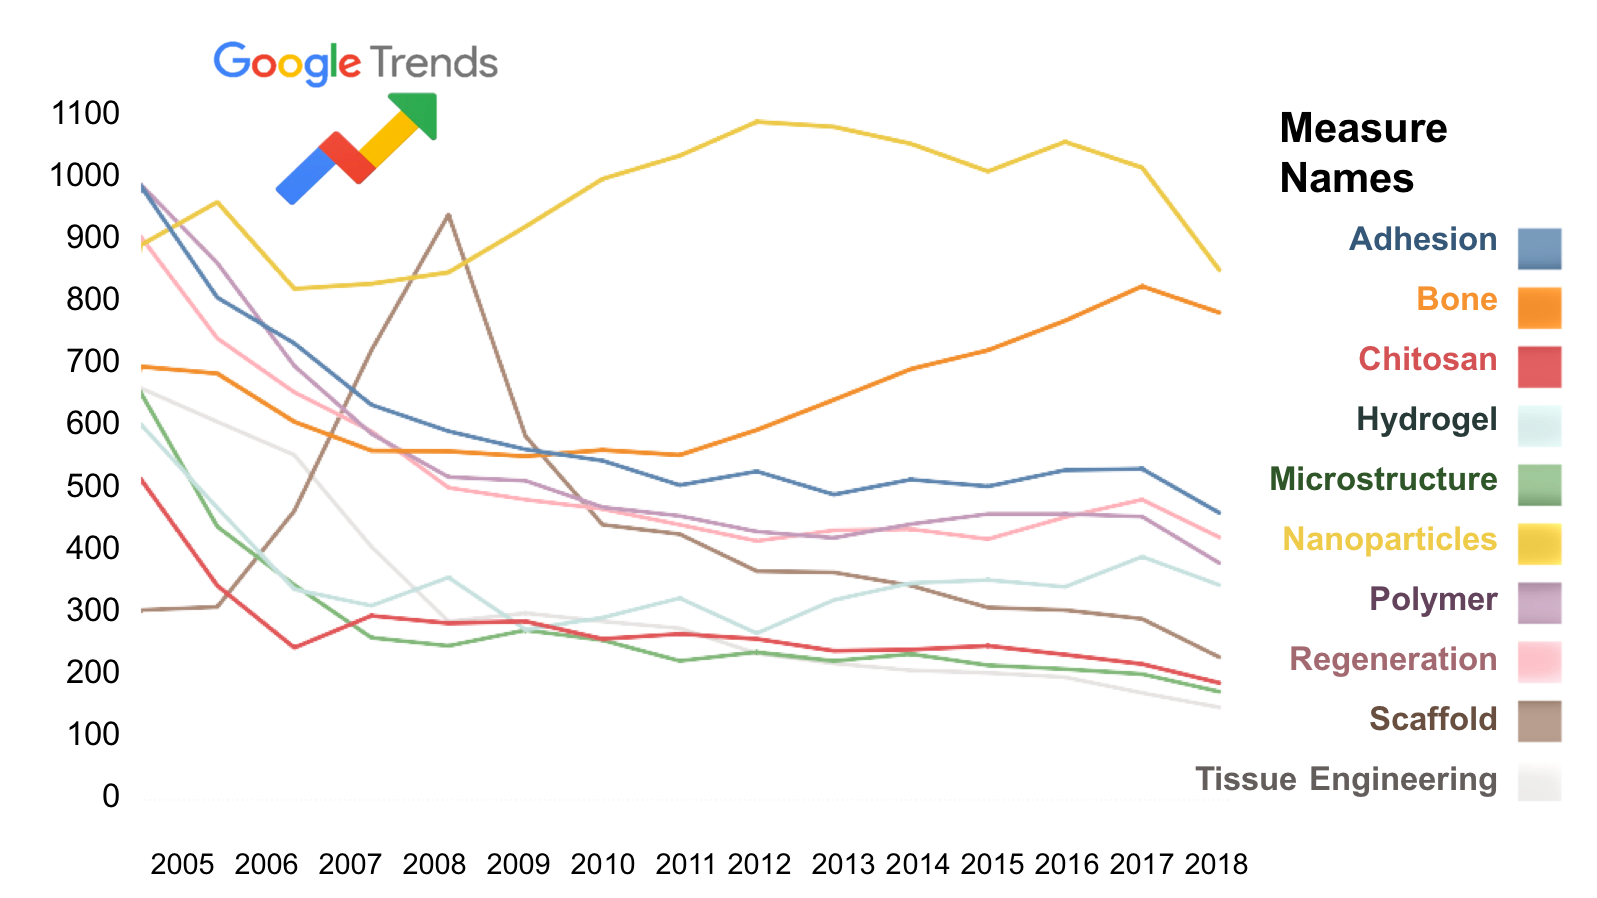 Google Trends
1100
1000
900
800
700
600
500
400
300
200
100
0
2005 2006 2007 2008 2009 2010 2011 2012 2013 2014 2015 2016 2017 2018
Measure
Names
Adhesion
Bone
Chitosan
Hydrogel
Microstructure
Nanoparticles
Polymer
Regeneration
Scaffold
Tissue Engineering